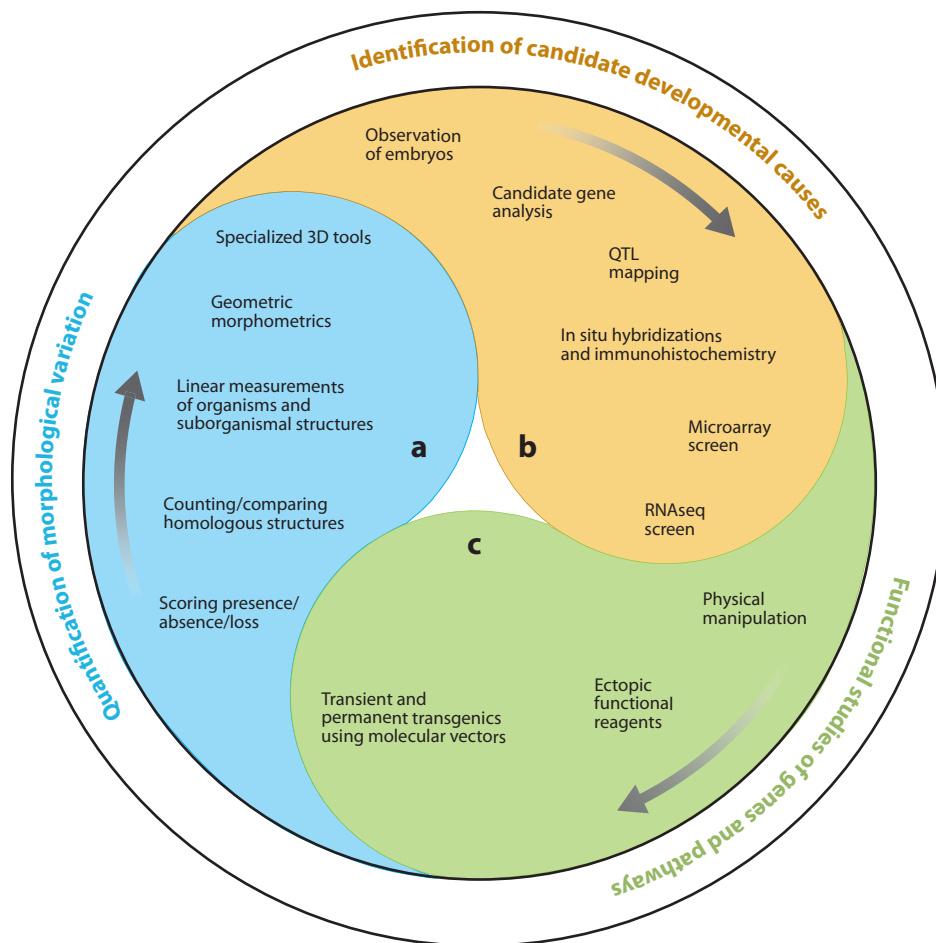 Identification of candidate developmental causes
Observation
of embryos
Candidate gene
analysis
QTL
mapping
In situ hybridizations
and immunohistochemistry
Microarray
screen
RNAseq
screen
b
Quantification of morphological variation
Specialized 3D tools
Geometric
morphometrics
Linear measurements
of organisms and
suborganismal structures
Counting/comparing
homologous structures
Scoring presence/
absence/loss
a
c
Functional studies of genes and pathways
Physical
manipulation
Ectopic
functional
reagents
Transient and
permanent transgenics
using molecular vectors